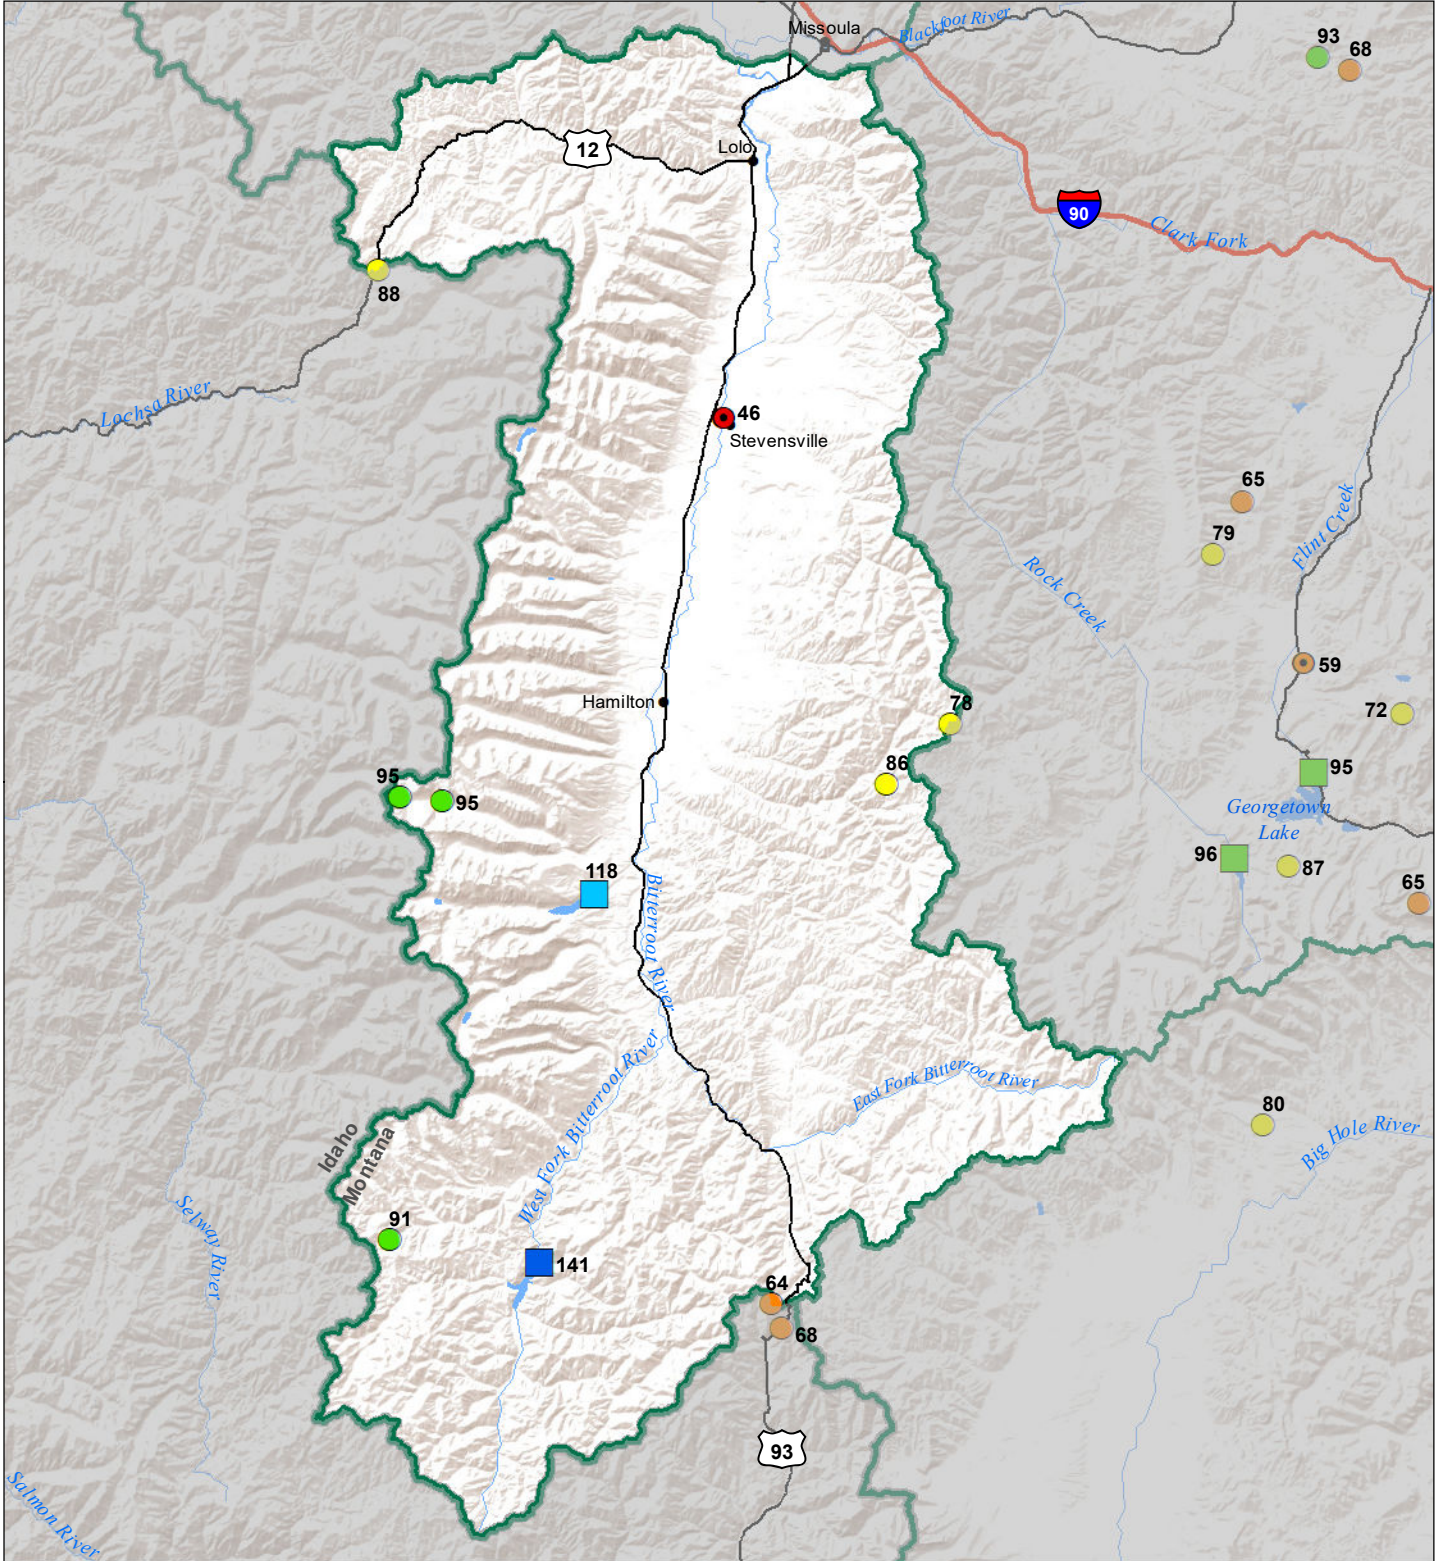 Missoula
Blackfoot River
93
68
12
Lolo
90
Clark Fork
88
Lochsa River
46
Stevensville
65
79
Flint Creek
Rock Creek
59
Hamilton
78
72
86
95
95
95
Georgetown
Lake
96
87
118
65
Bitterroot River
West Fork Bitterroot River
East Fork Bitterroot River
80
Big Hole River
Idaho
Montana
Selway River
91
141
64
68
93
Salmon River